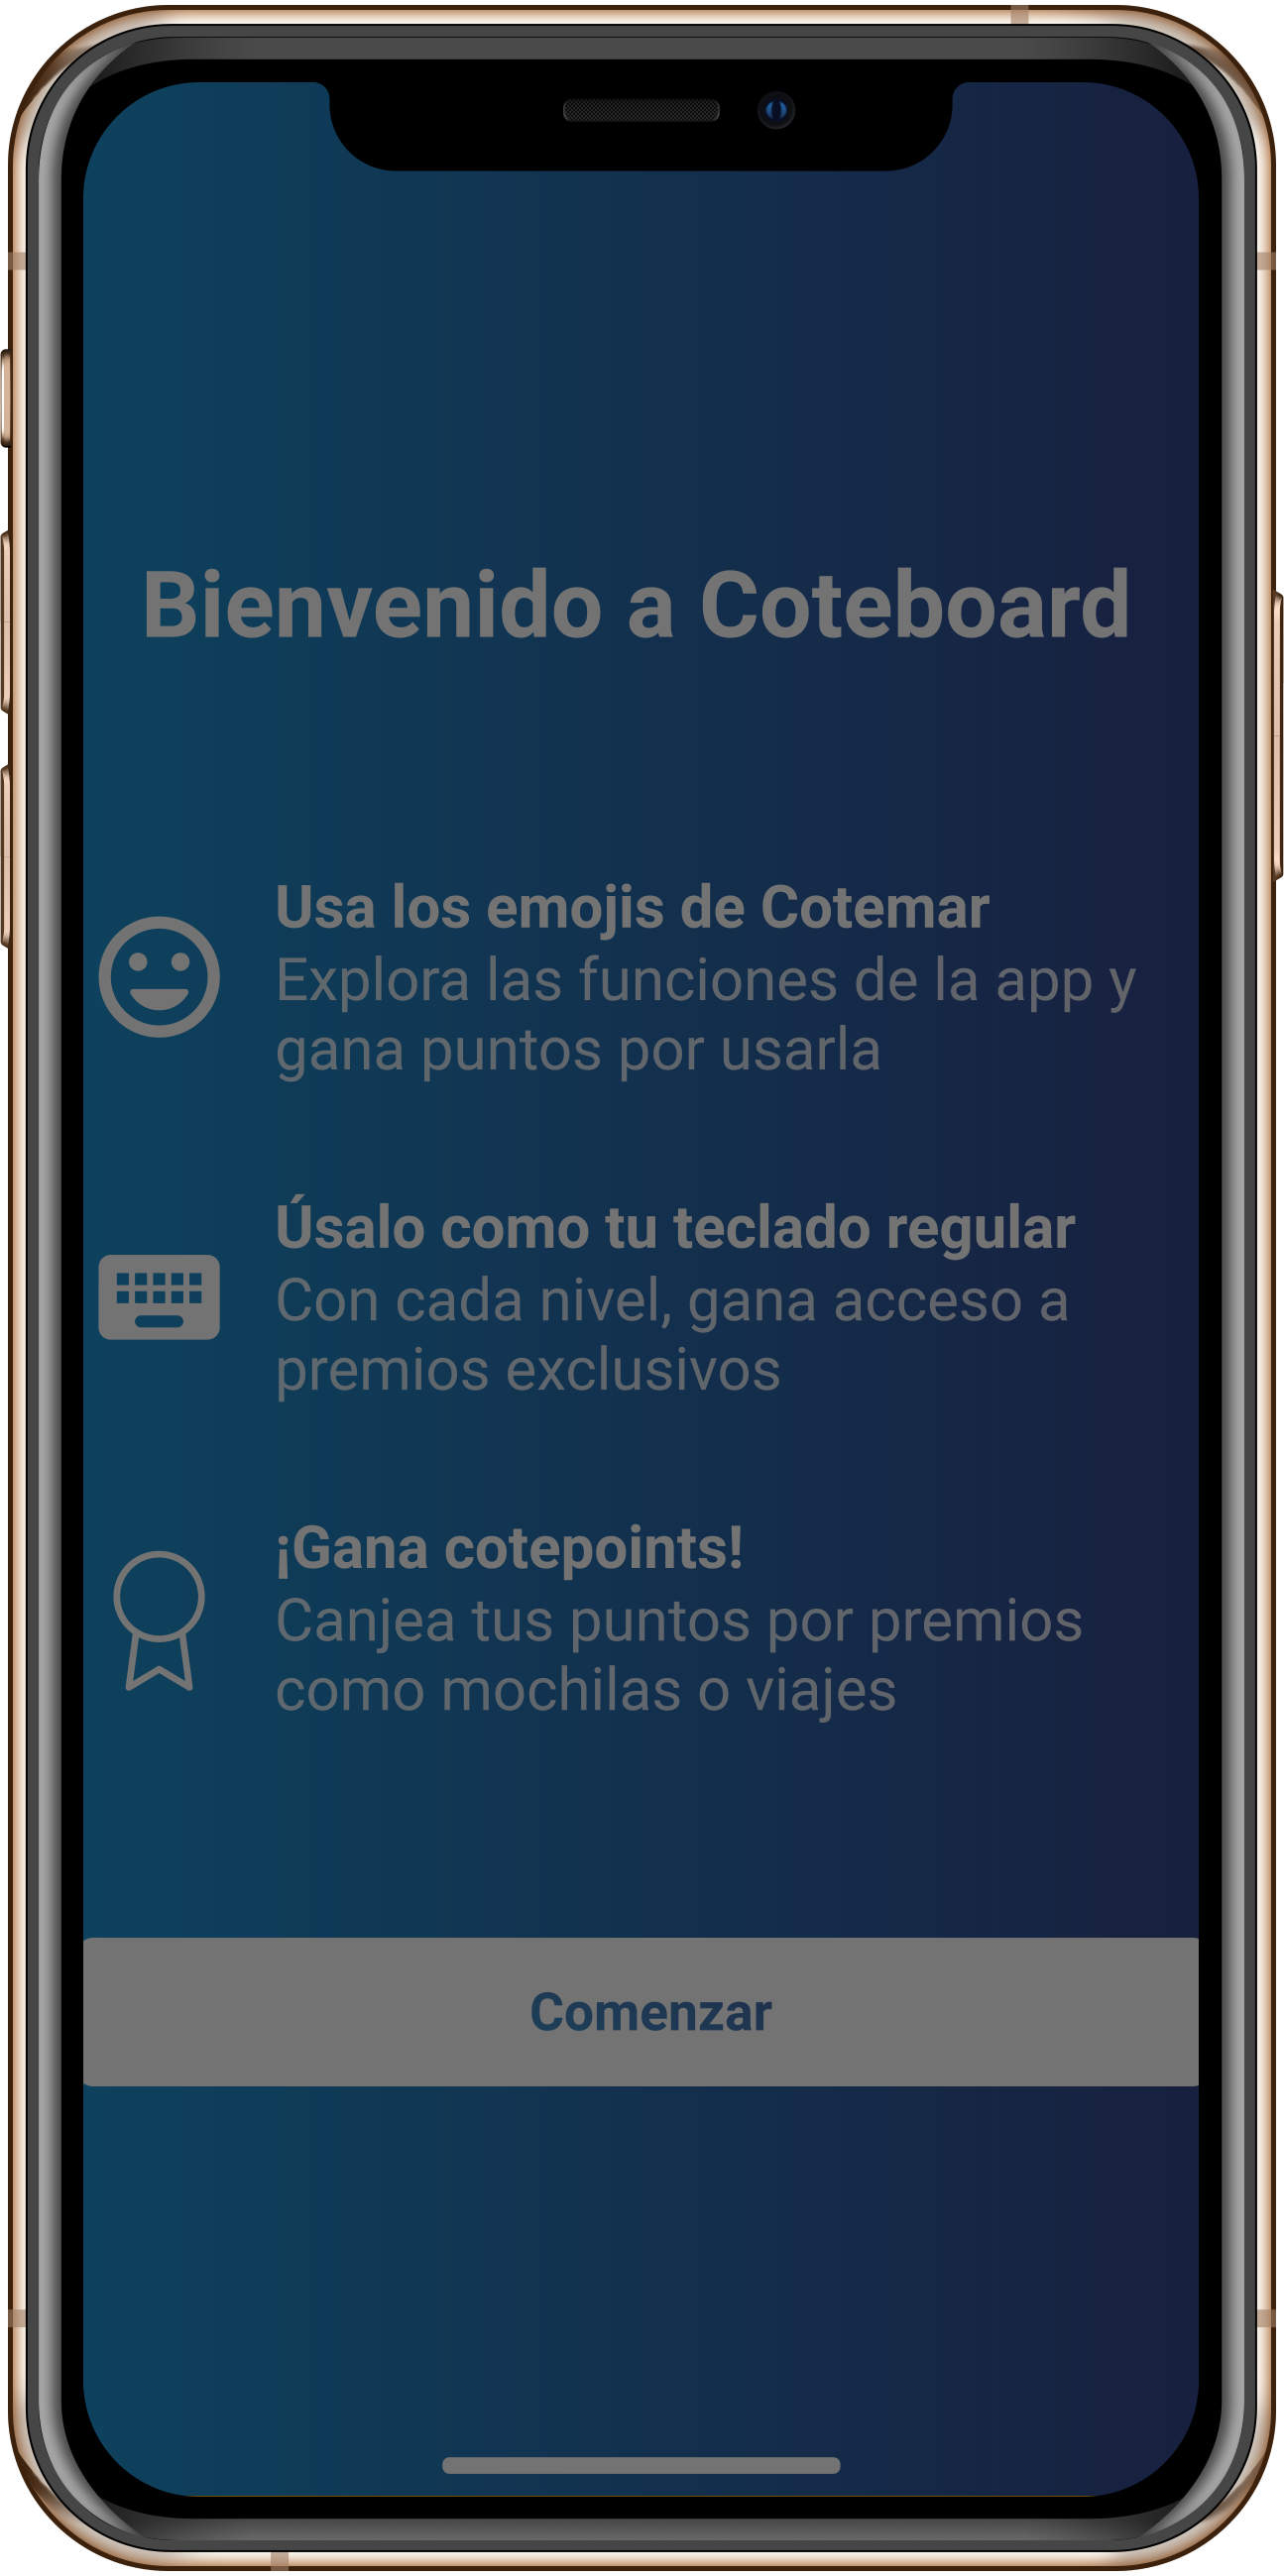 Bienvenido a Coteboard
Usa los emojis de Cotemar
Explora las funciones de la app y
gana puntos por usarla
Úsalo como tu teclado regular
Con cada nivel, gana acceso a
premios exclusivos
¡Gana cotepoints!
Canjea tus puntos por premios
como mochilas o viajes
Comenzar